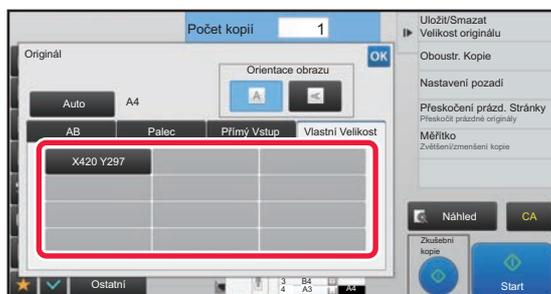 Počet kopií 1
Originál
OK
Orientace obrazu
A A
Auto A4
AB Palec Přímý Vstup Vlastní Velikost
X420 Y297
Ostatní
3 B4
4 A3 A4
Uložit/Smazat
Velikost originálu
Oboustr. Kopie
Nastavení pozadí
Přeskočení prázd. Stránky
Přeskočit prázdné originály
Měřítko
Zvětšení/zmenšení kopie
Náhled CA
Zkušební
kopie
Start